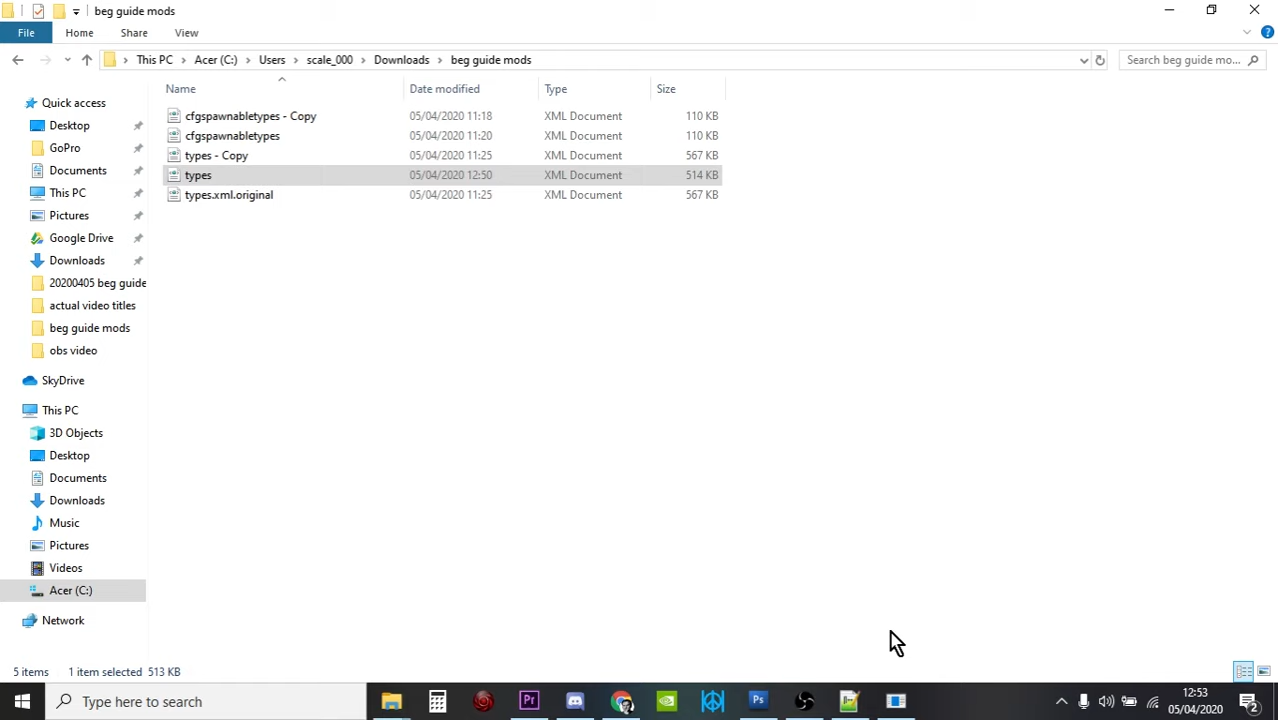 beg guide mods
File Home Share View
This PC Acer (C:) Users scale_000 Downloads beg guide mods Search beg guide mo...
Name Date modified Type Size
cfgspawnabletypes - Copy 05/04/2020 11:18 XML Document 110 KB
cfgspawnabletypes 05/04/2020 11:20 XML Document 110 KB
types - Copy 05/04/2020 11:25 XML Document 567 KB
types 05/04/2020 12:50 XML Document 514 KB
types.xml.original 05/04/2020 11:25 XML Document 567 KB
Quick access
Desktop
GoPro
Documents
This PC
Pictures
Google Drive
Downloads
20200405 beg guide
actual video titles
beg guide mods
obs video
SkyDrive
This PC
3D Objects
Desktop
Documents
Downloads
Music
Pictures
Videos
Acer (C:)
Network
5 items 1 item selected 513 KB
Type here to search Pr Ps 12:53
05/04/2020 2